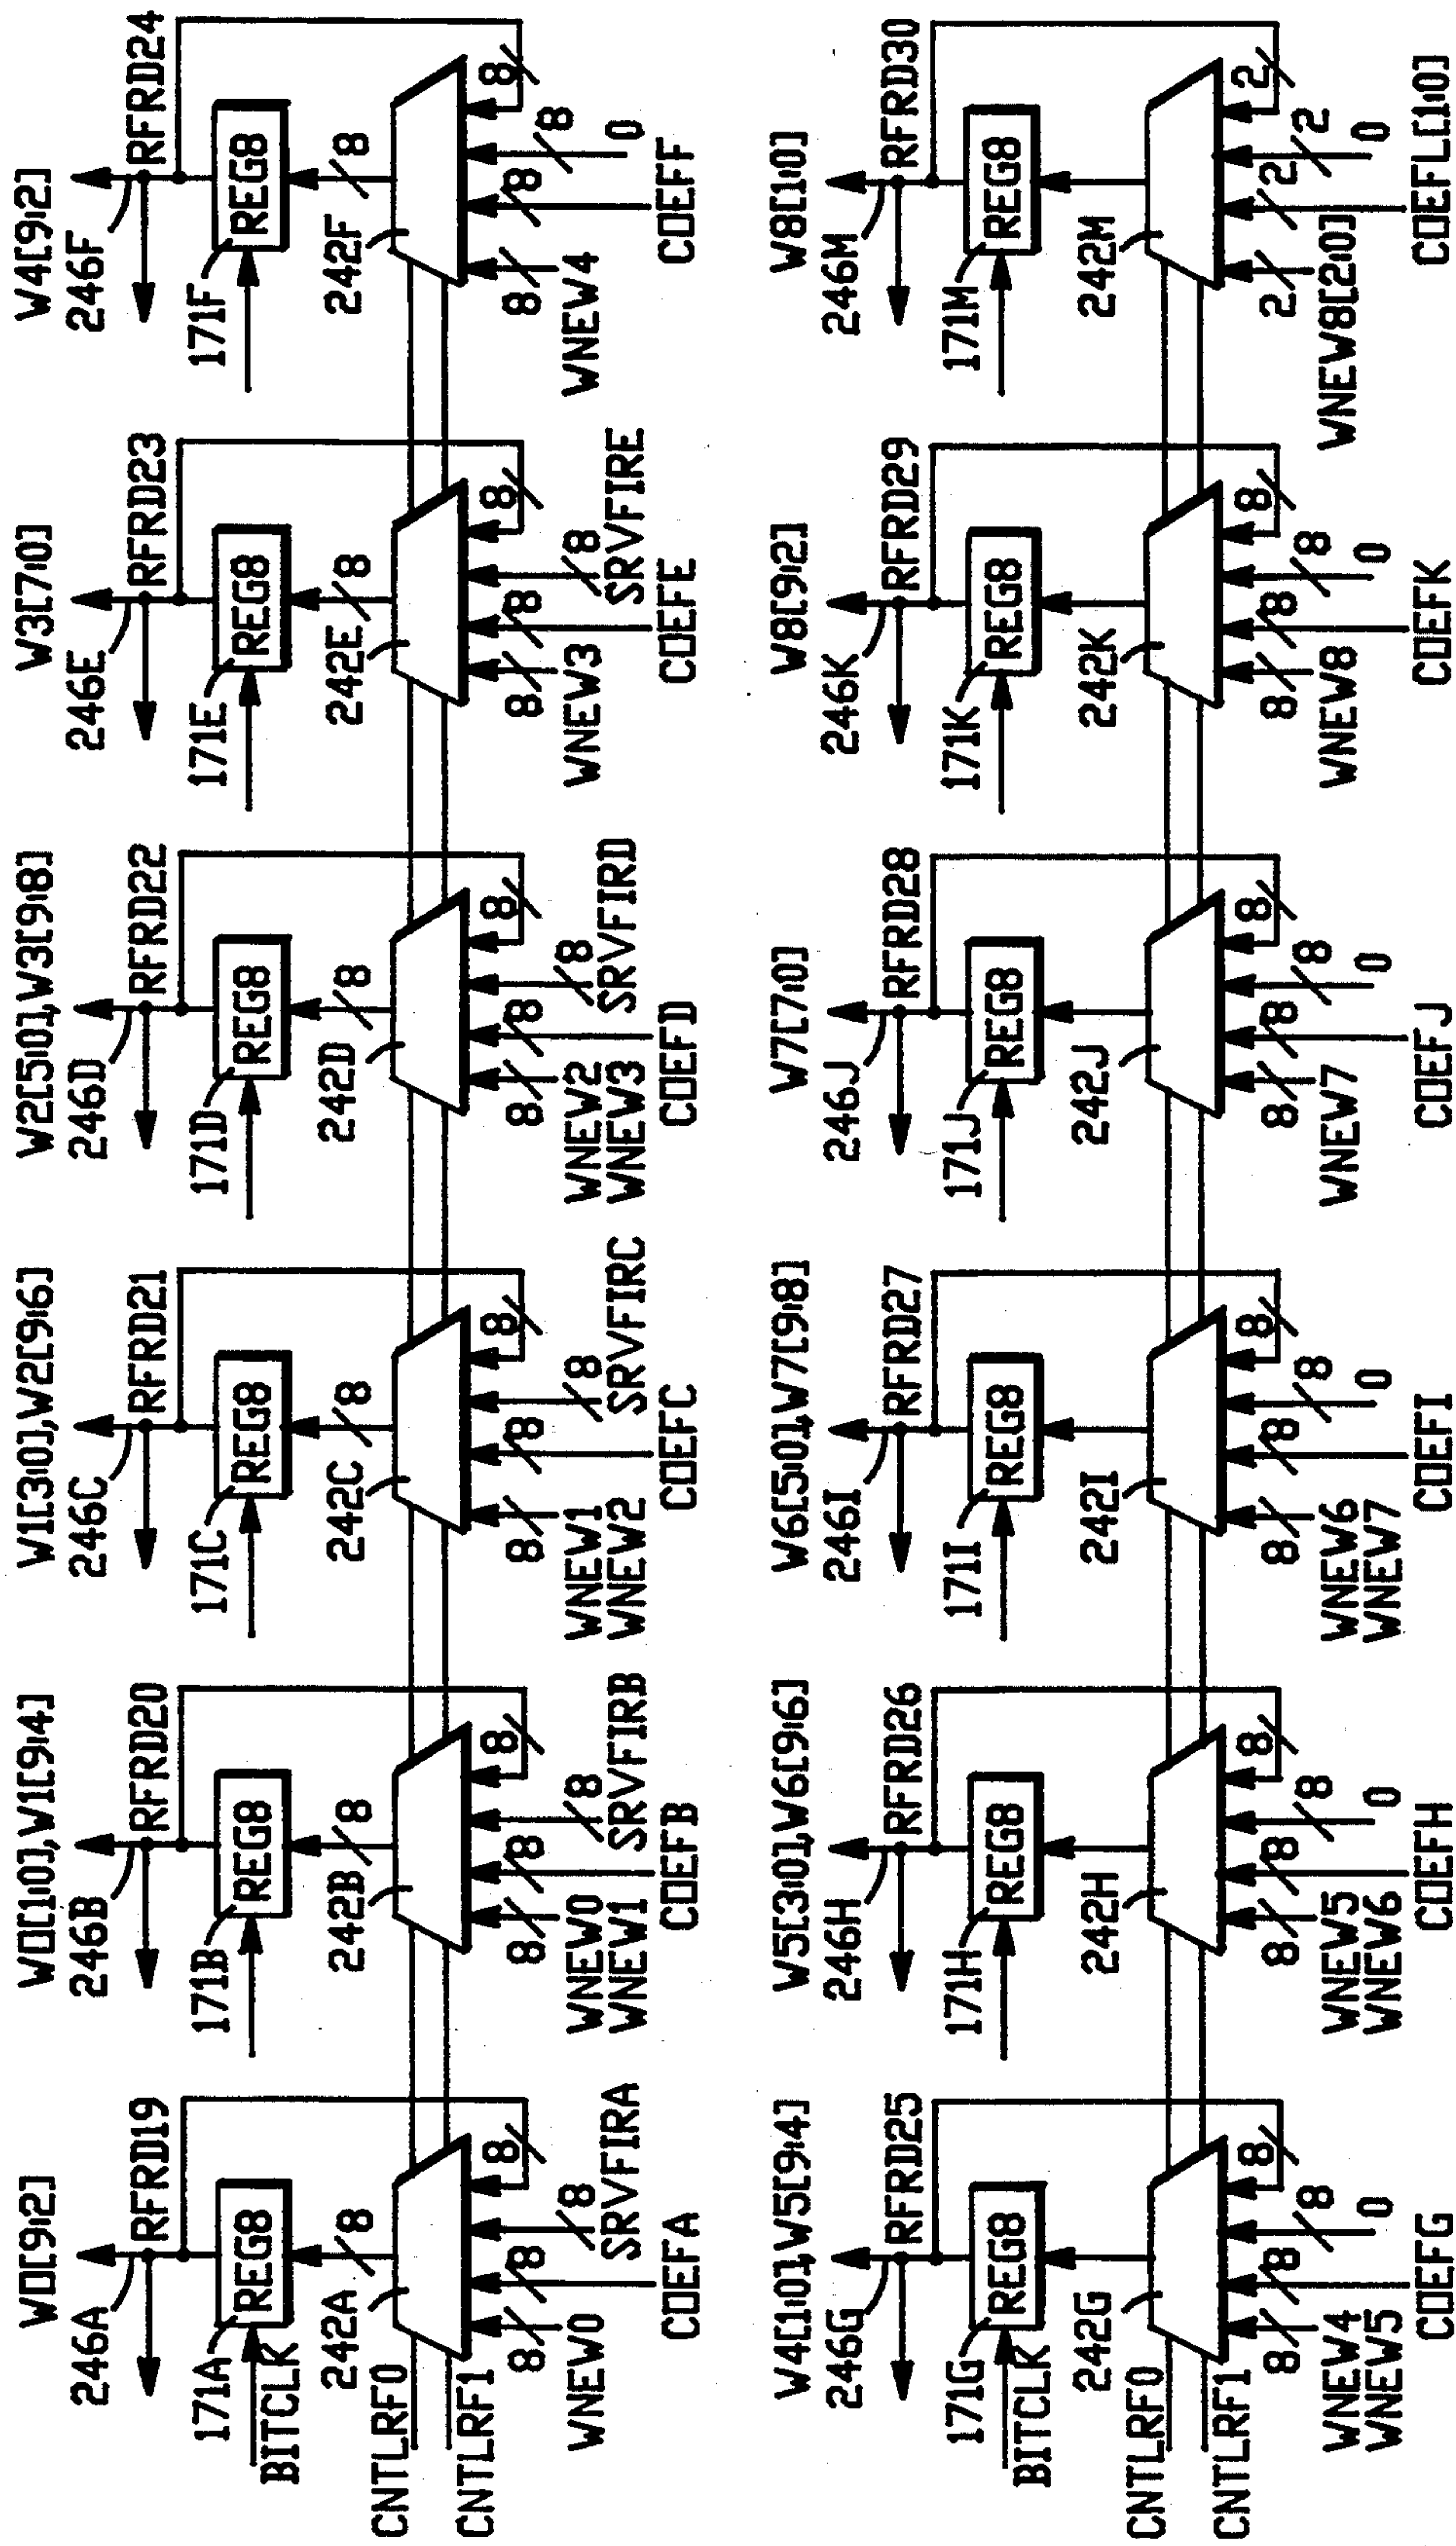 W0[9:2]
246A
RFRD19
171A
REG8
BITCLK
242A
8
CNTLRF0
CNTLRF1
8
8
8
8
WNEW0
SRVFIRA
COEFA
W0[1:0],W1[9:4]
246B
RFRD20
171B
REG8
242B
8
8
8
8
8
WNEW0
WNEW1
SRVFIRB
COEFB
W1[3:0],W2[9:6]
246C
RFRD21
171C
REG8
242C
8
8
8
8
8
WNEW1
WNEW2
SRVFIRC
COEFC
W2[5:0],W3[9:8]
246D
RFRD22
171D
REG8
242D
8
8
8
8
8
WNEW2
WNEW3
SRVFIRD
COEFD
W3[7:0]
246E
RFRD23
171E
REG8
242E
8
8
8
8
8
WNEW3
SRVFIRE
COEFE
W4[9:2]
246F
RFRD24
171F
REG8
242F
8
8
8
8
8
WNEW4
0
COEFF
W4[1:0],W5[9:4]
246G
RFRD25
171G
REG8
BITCLK
242G
CNTLRF0
CNTLRF1
8
8
8
8
WNEW4
WNEW5
0
COEFG
W5[3:0],W6[9:6]
246H
RFRD26
171H
REG8
242H
8
8
8
8
WNEW5
WNEW6
0
COEFH
W6[5:0],W7[9:8]
246I
RFRD27
171I
REG8
242I
8
8
8
8
WNEW6
WNEW7
0
COEFI
W7[7:0]
246J
RFRD28
171J
REG8
242J
8
8
8
8
WNEW7
0
COEFJ
W8[9:2]
246K
RFRD29
171K
REG8
242K
8
8
8
8
WNEW8
0
COEFK
W8[1:0]
246M
RFRD30
171M
REG8
242M
2
2
2
2
WNEW8[2:0]
0
COEFL[1:0]